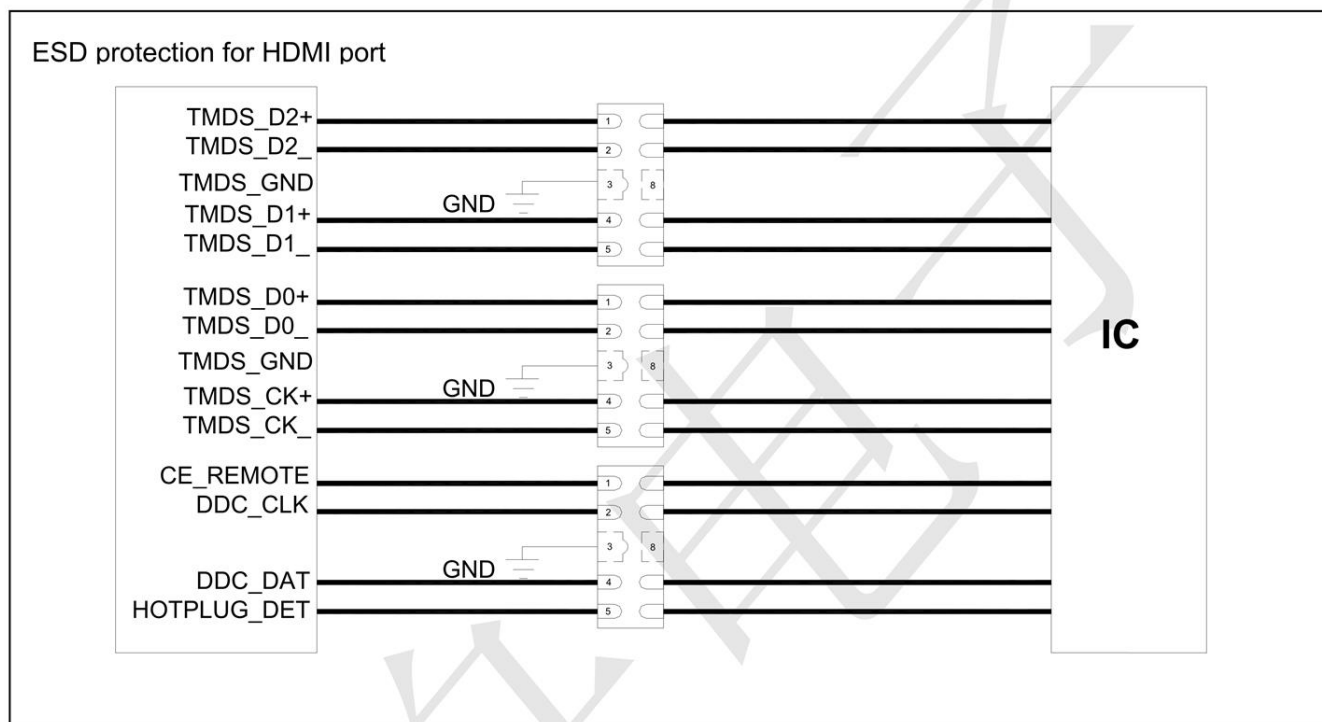 ESD protection for HDMI port
TMDS_D2+
1
TMDS_D2_
2
TMDS_GND
3
8
GND
TMDS_D1+
4
TMDS_D1_
5
TMDS_D0+
1
TMDS_D0_
2
IC
TMDS_GND
3
8
GND
TMDS_CK+
4
TMDS_CK_
5
CE_REMOTE
1
DDC_CLK
2
3
8
GND
DDC_DAT
4
HOTPLUG_DET
5